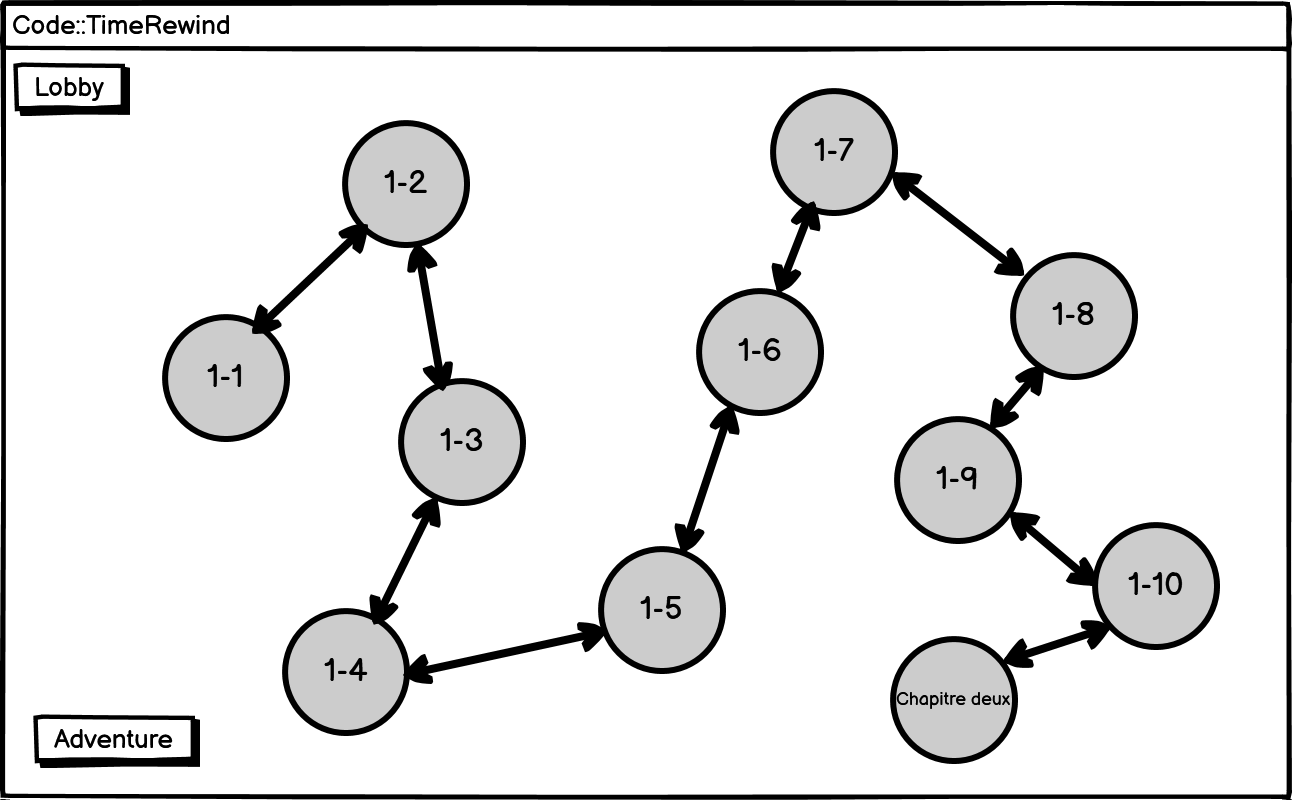 Code::TimeRewind
Lobby
1-1
1-2
1-3
1-4
1-5
1-6
1-7
1-8
1-9
1-10
Chapitre deux
Adventure